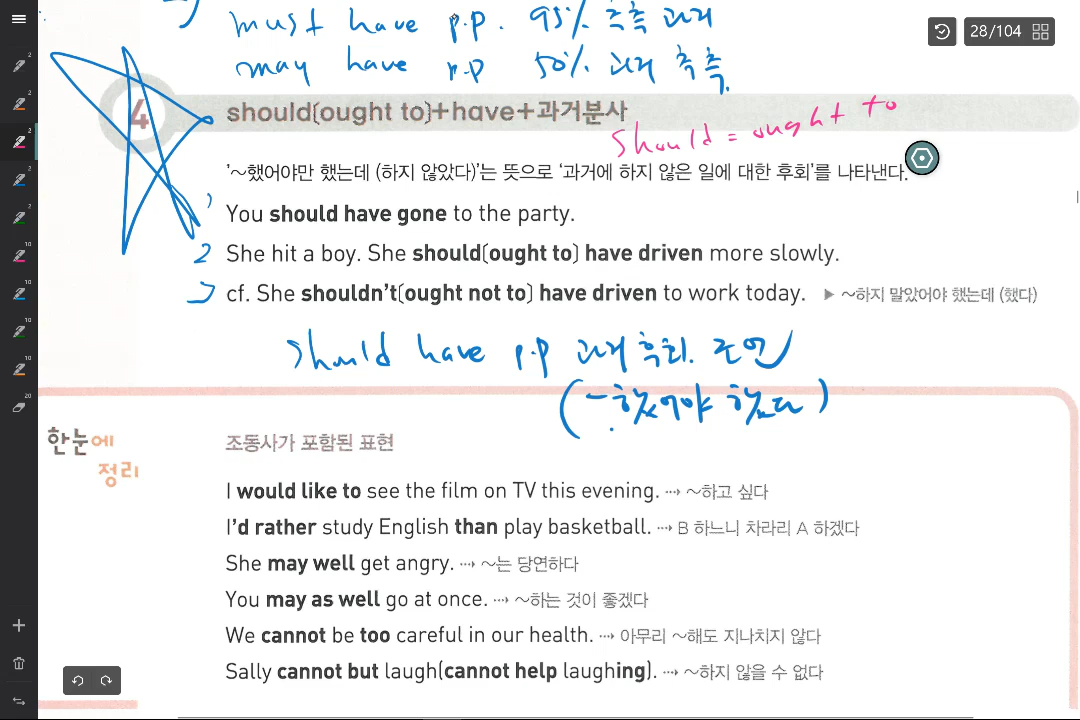 must have p.p. 95% 추측 과거
may have p.p 50% 과거 추측.
28/104
4 should(ought to)+have+과거분사
should = ought to
'~했어야만 했는데 (하지 않았다)'는 뜻으로 '과거에 하지 않은 일에 대한 후회'를 나타낸다.
1 You should have gone to the party.
2 She hit a boy. She should(ought to) have driven more slowly.
3 cf. She shouldn't(ought not to) have driven to work today. ▶ ~하지 말았어야 했는데 (했다)
should have p.p 과거 후회. 조언
(~했어야 했다)
한눈에
정리
조동사가 포함된 표현
I would like to see the film on TV this evening. ⇢ ~하고 싶다
I'd rather study English than play basketball. ⇢ B 하느니 차라리 A 하겠다
She may well get angry. ⇢ ~는 당연하다
You may as well go at once. ⇢ ~하는 것이 좋겠다
We cannot be too careful in our health. ⇢ 아무리 ~해도 지나치지 않다
Sally cannot but laugh(cannot help laughing). ⇢ ~하지 않을 수 없다